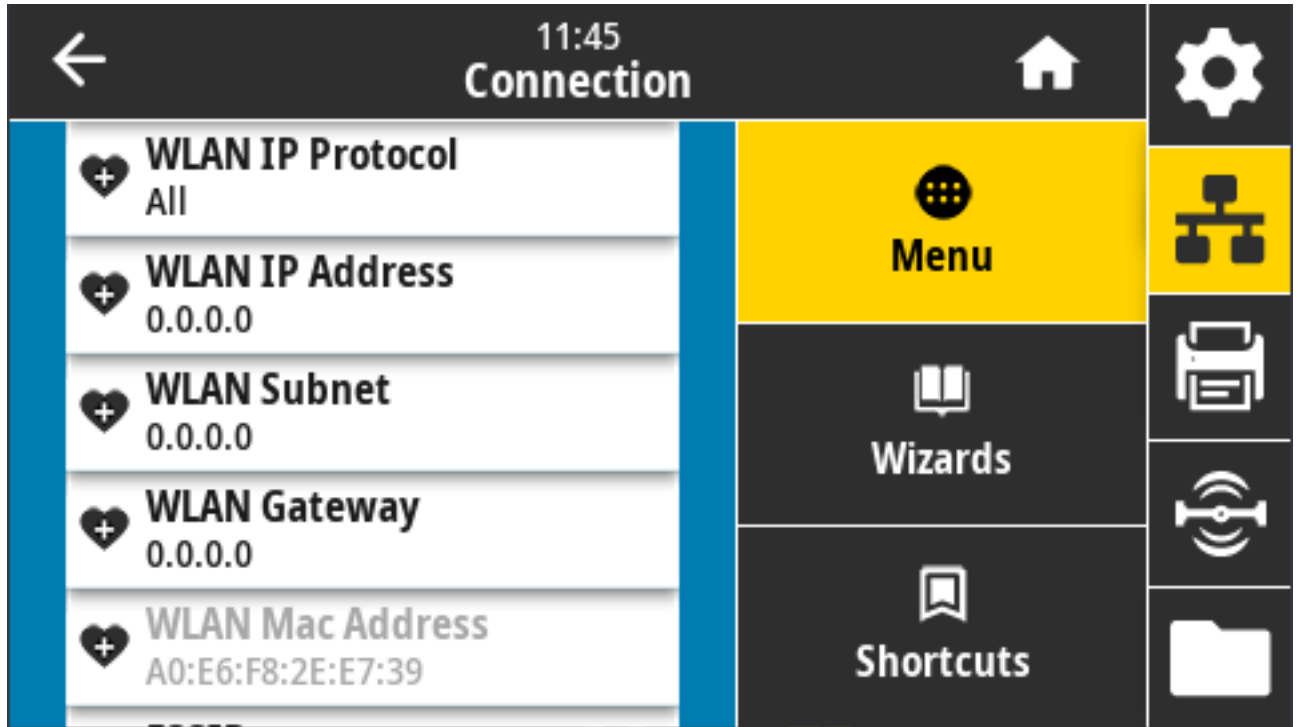 11:45
Connection
WLAN IP Protocol
All
WLAN IP Address
0.0.0.0
WLAN Subnet
0.0.0.0
WLAN Gateway
0.0.0.0
WLAN Mac Address
A0:E6:F8:2E:E7:39
Menu
Wizards
Shortcuts